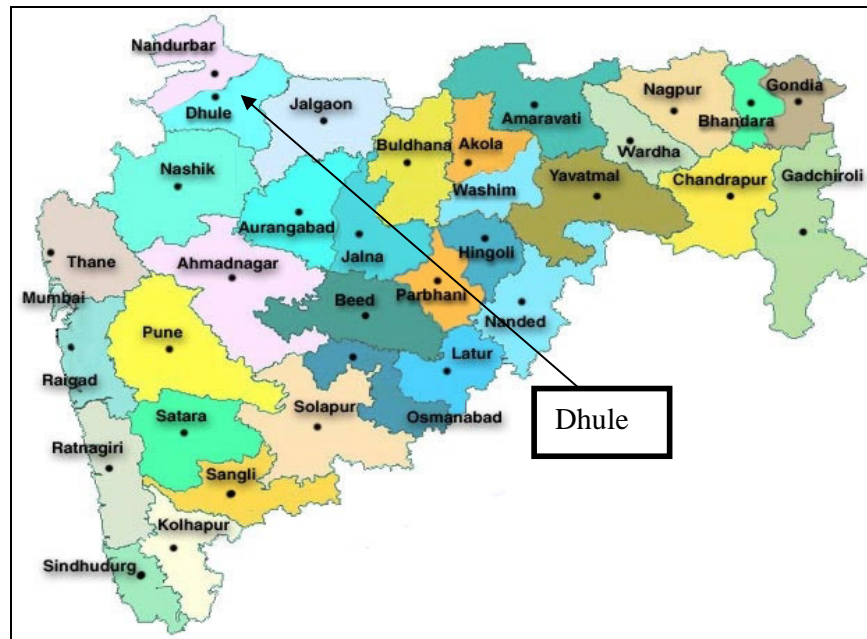 Nandurbar
Dhule
Jalgaon
Nashik
Buldhana
Akola
Amaravati
Washim
Wardha
Nagpur
Bhandara
Gondia
Yavatmal
Chandrapur
Gadchiroli
Aurangabad
Jalna
Hingoli
Thane
Ahmadnagar
Parbhani
Mumbai
Beed
Nanded
Pune
Raigad
Latur
Dhule
Satara
Solapur
Osmanabad
Ratnagiri
Sangli
Kolhapur
Sindhudurg